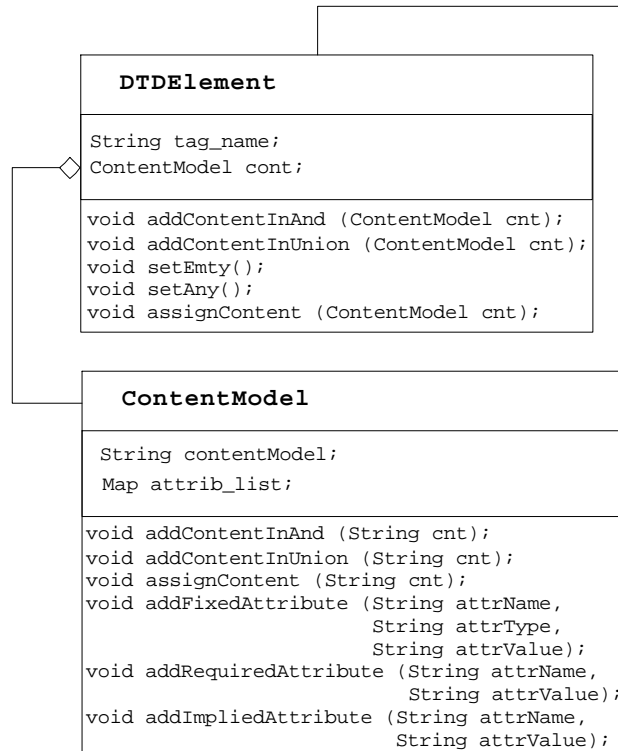 DTDElement
String tag_name;
ContentModel cont;
void addContentInAnd (ContentModel cnt);
void addContentInUnion (ContentModel cnt);
void setEmty();
void setAny();
void assignContent (ContentModel cnt);
ContentModel
String contentModel;
Map attrib_list;
void addContentInAnd (String cnt);
void addContentInUnion (String cnt);
void assignContent (String cnt);
void addFixedAttribute (String attrName,
String attrType,
String attrValue);
void addRequiredAttribute (String attrName,
String attrValue);
void addImpliedAttribute (String attrName,
String attrValue);